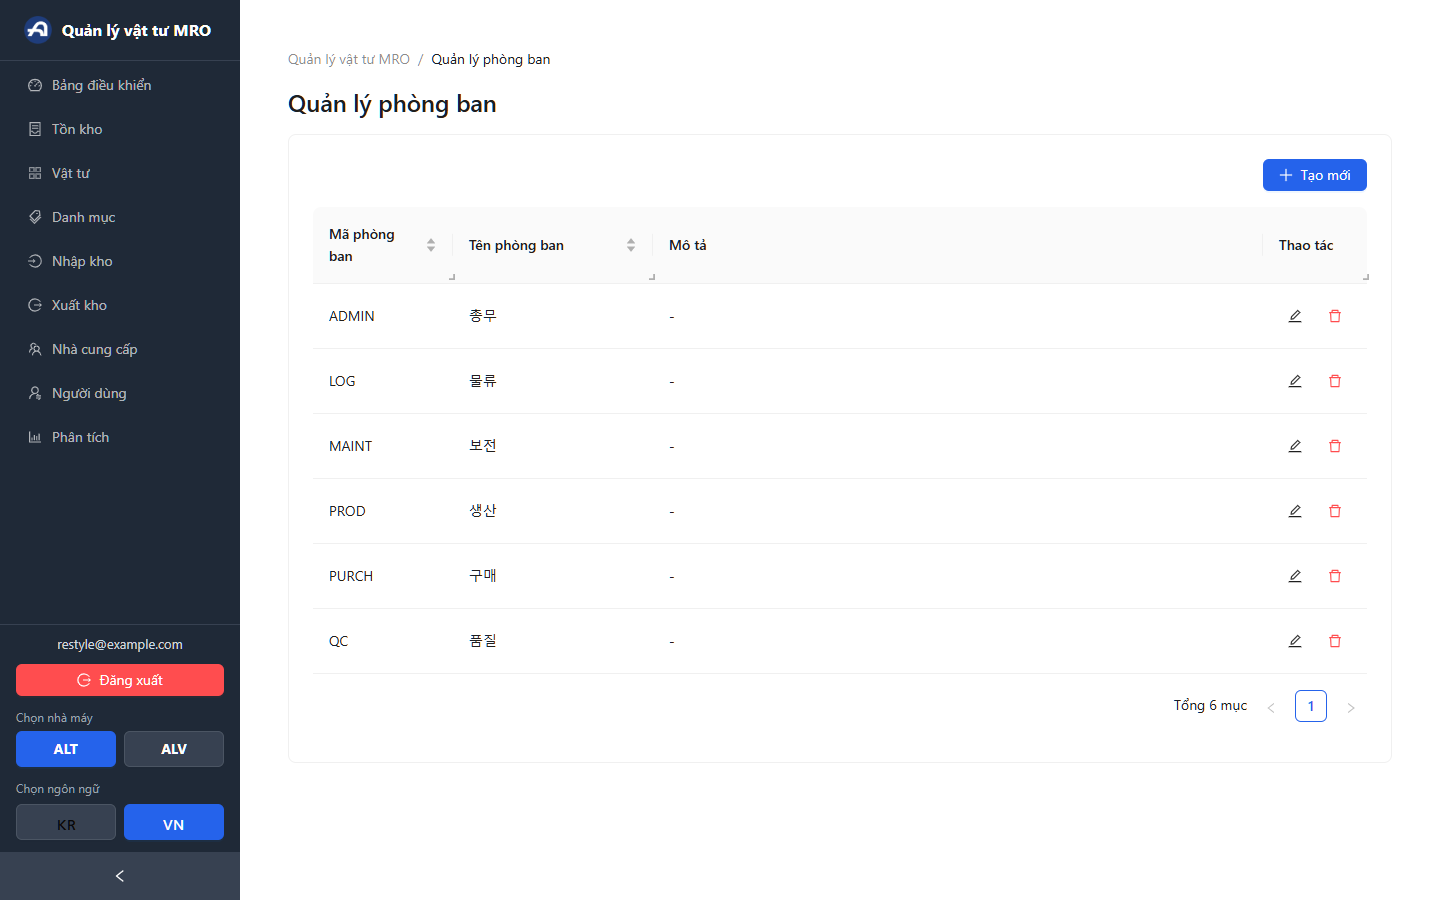 Quản lý vật tư MRO
Bảng điều khiển
Tồn kho
Vật tư
Danh mục
Nhập kho
Xuất kho
Nhà cung cấp
Người dùng
Phân tích
restyle@example.com
Đăng xuất
Chọn nhà máy
ALT ALV
Chọn ngôn ngữ
KR VN
Quản lý vật tư MRO / Quản lý phòng ban
Quản lý phòng ban
Tạo mới
Mã phòng ban Tên phòng ban Mô tả Thao tác
ADMIN 총무 -
LOG 물류 -
MAINT 보전 -
PROD 생산 -
PURCH 구매 -
QC 품질 -
Tổng 6 mục 1